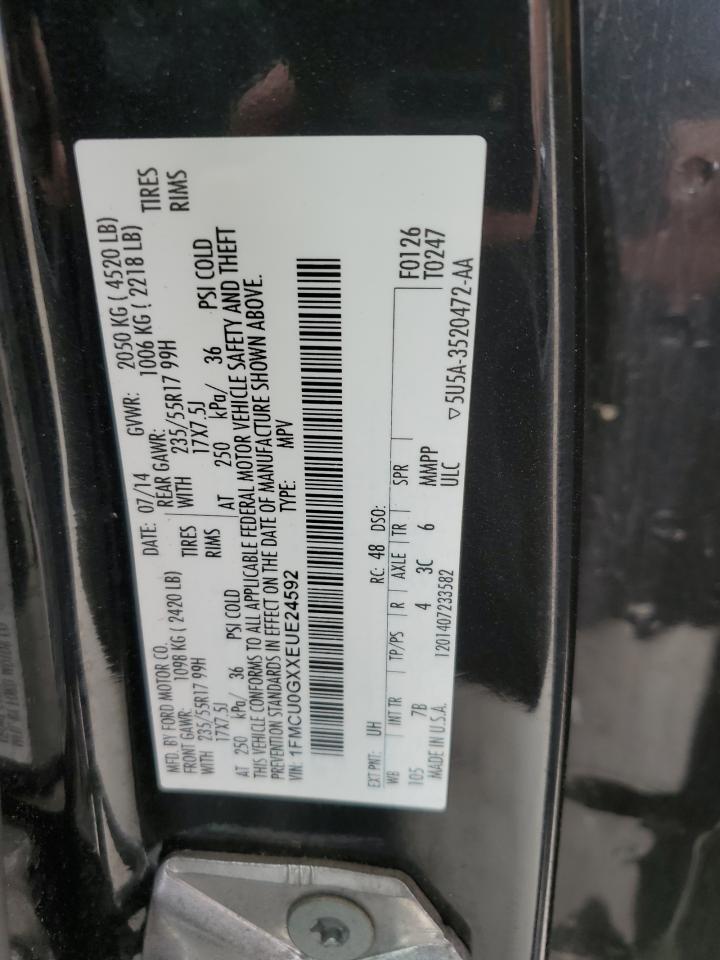 MFD. BY FORD MOTOR CO. DATE: 07/14 GVWR: 2050 KG ( 4520 LB)
FRONT GAWR: 1098 KG ( 2420 LB) REAR GAWR: 1006 KG ( 2218 LB)
WITH 235/55R17 99H TIRES WITH 235/55R17 99H TIRES
17X7.5J RIMS 17X7.5J RIMS
AT 250 kPa/ 36 PSI COLD AT 250 kPa/ 36 PSI COLD
THIS VEHICLE CONFORMS TO ALL APPLICABLE FEDERAL MOTOR VEHICLE SAFETY AND THEFT
PREVENTION STANDARDS IN EFFECT ON THE DATE OF MANUFACTURE SHOWN ABOVE.
VIN: 1FMCU0GXXEUE24592 TYPE: MPV
EXT PNT: UH RC: 48 DSO: F0126
WB INT TR TP/PS R AXLE TR SPR T0247
105 7B 4 3C 6 MMPP
MADE IN U.S.A. 1201407233582 ULC
▽5U5A-3520472-AA